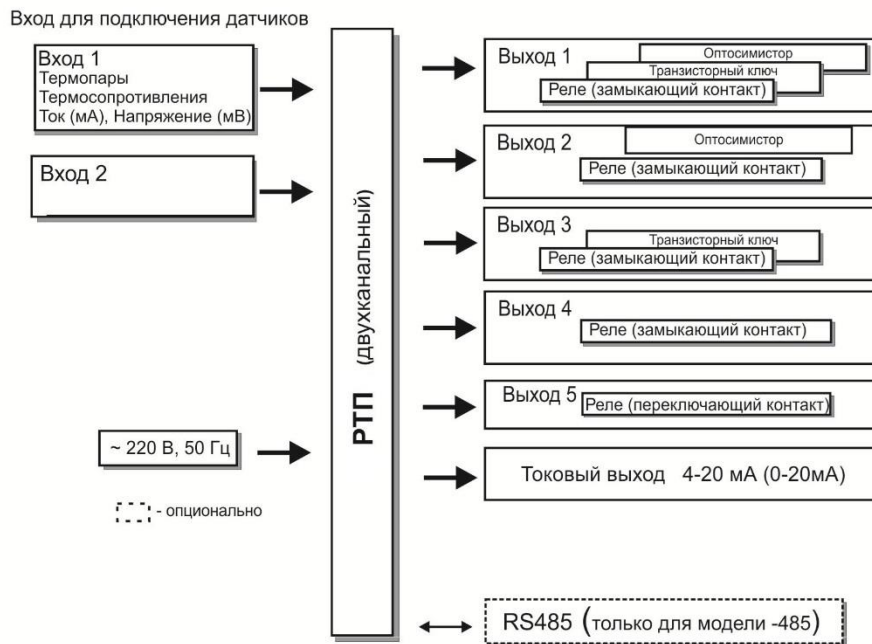 Вход для подключения датчиков
Вход 1
Термопары
Термосопротивления
Ток (мА), Напряжение (мВ)
Вход 2
~ 220 В, 50 Гц
- опционально
РТП (двухканальный)
Выход 1
Оптосимистор
Транзисторный ключ
Реле (замыкающий контакт)
Выход 2
Оптосимистор
Реле (замыкающий контакт)
Выход 3
Транзисторный ключ
Реле (замыкающий контакт)
Выход 4
Реле (замыкающий контакт)
Выход 5
Реле (переключающий контакт)
Токовый выход 4-20 мА (0-20мА)
RS485 (только для модели -485)